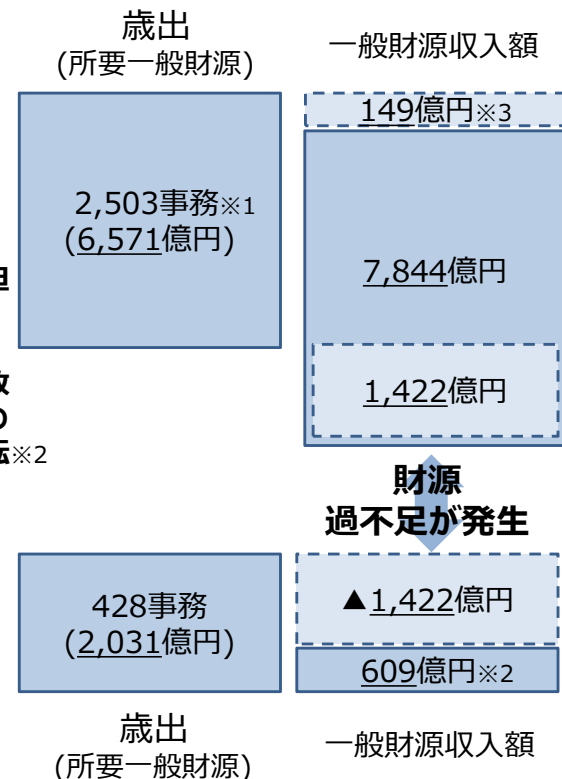 歳出
(所要一般財源)
一般財源収入額
149億円※3
2,503事務※1
(6,571億円)
7,844億円
1,422億円
※2
財源
過不足が発生
428事務
(2,031億円)
▲1,422億円
609億円※2
歳出
(所要一般財源)
一般財源収入額